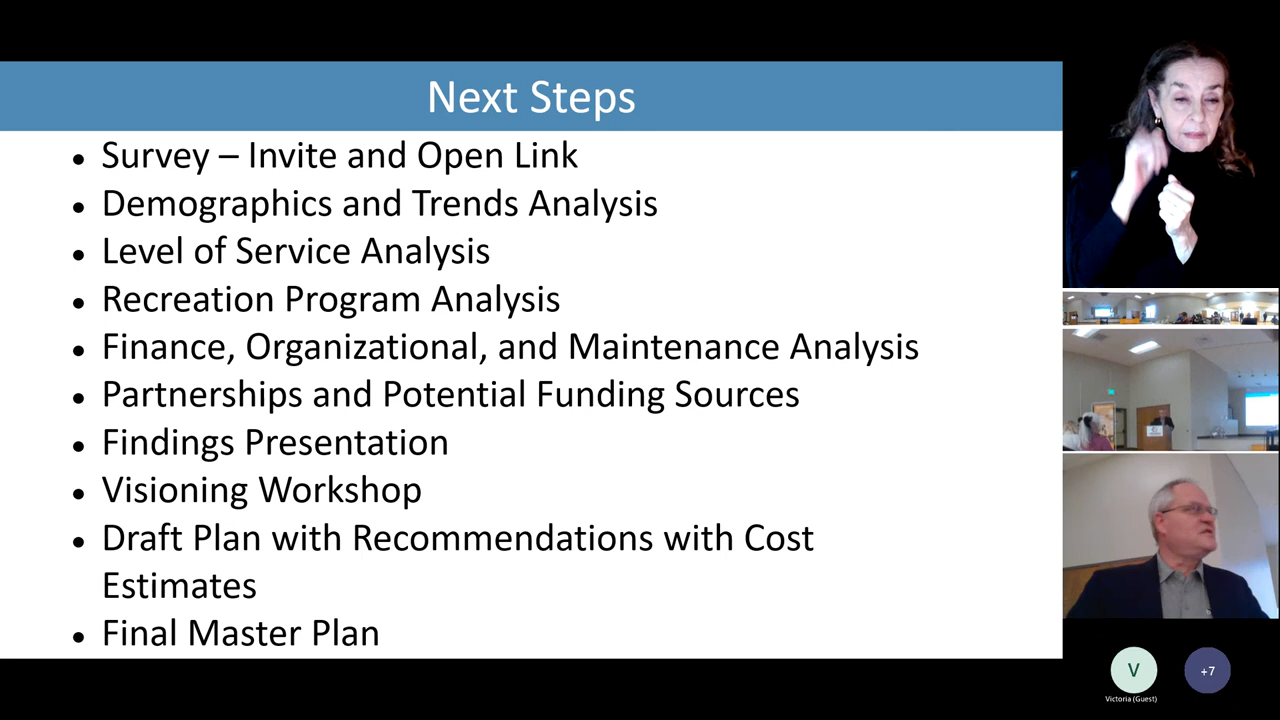 Next Steps
• Survey – Invite and Open Link
• Demographics and Trends Analysis
• Level of Service Analysis
• Recreation Program Analysis
• Finance, Organizational, and Maintenance Analysis
• Partnerships and Potential Funding Sources
• Findings Presentation
• Visioning Workshop
• Draft Plan with Recommendations with Cost
Estimates
• Final Master Plan
V
+7
Victoria (Guest)